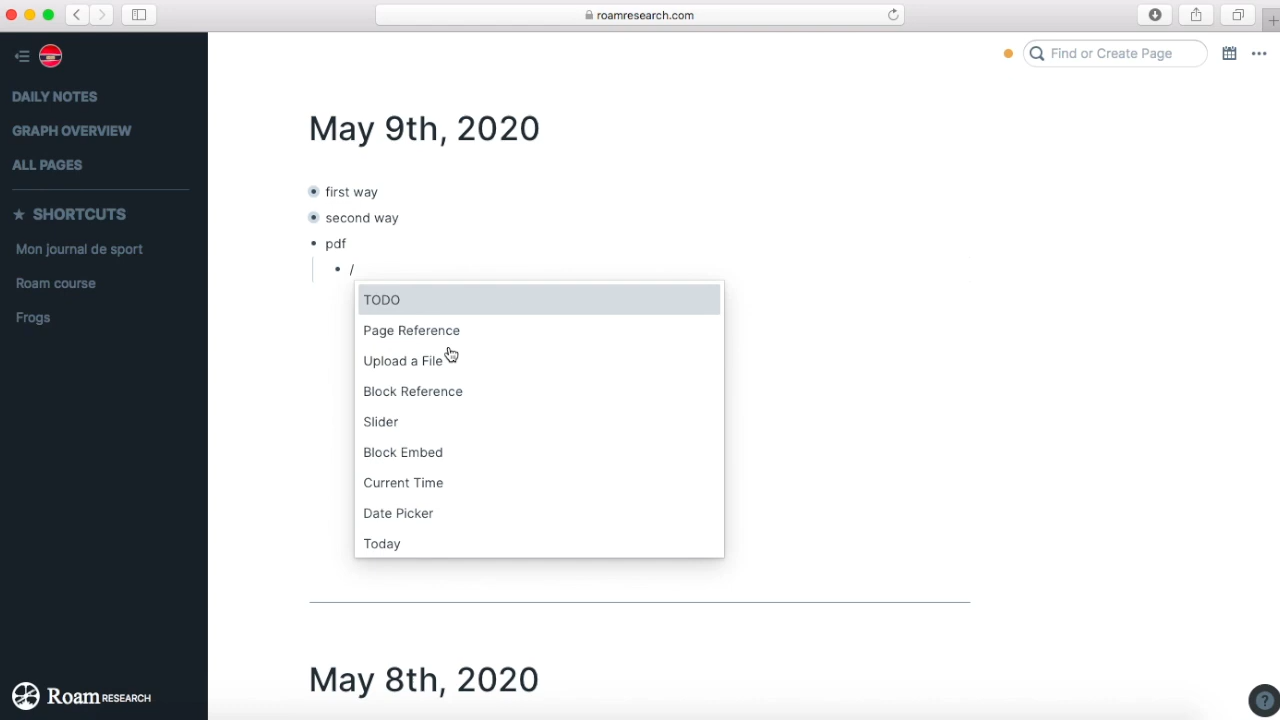 roamresearch.com
Find or Create Page
DAILY NOTES
GRAPH OVERVIEW
ALL PAGES
★ SHORTCUTS
Mon journal de sport
Roam course
Frogs
Roam RESEARCH
May 9th, 2020
• first way
• second way
• pdf
• /
TODO
Page Reference
Upload a File
Block Reference
Slider
Block Embed
Current Time
Date Picker
Today
May 8th, 2020
?